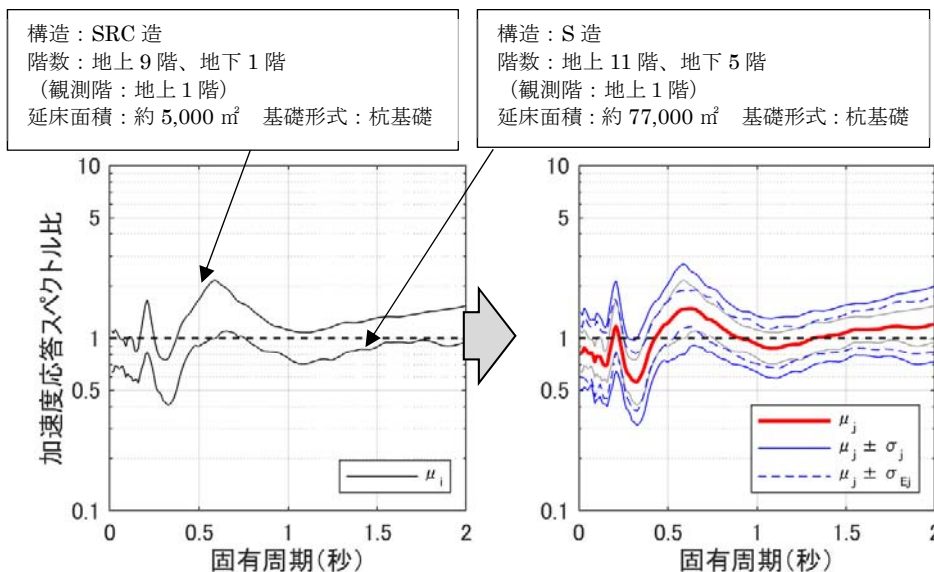 構造：SRC 造
階数：地上 9 階、地下 1 階
（観測階：地上 1 階）
延床面積：約 5,000 ㎡ 基礎形式：杭基礎
構造：S 造
階数：地上 11 階、地下 5 階
（観測階：地上 1 階）
延床面積：約 77,000 ㎡ 基礎形式：杭基礎
加速度応答スペクトル比
10
5
1
0.5
0.1
0
0.5
1
1.5
2
固有周期(秒)
μi
10
5
1
0.5
0.1
0
0.5
1
1.5
2
固有周期(秒)
μj
μj ± σj
μj ± σEj